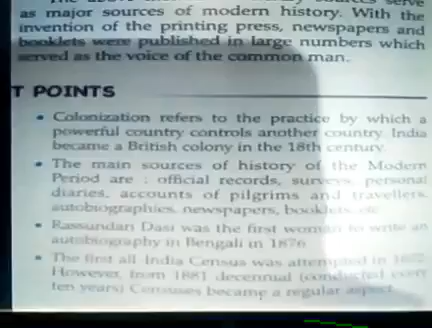 as major sources of modern history. With the
invention of the printing press, newspapers and
booklets were published in large numbers which
served as the voice of the common man.
T POINTS
• Colonization refers to the practice by which a
powerful country controls another country. India
became a British colony in the 18th century.
• The main sources of history of the Modern
Period are : official records, surveys, personal
diaries, accounts of pilgrims and travellers,
autobiographies, newspapers, booklets, etc.
• Rassundari Dasi was the first woman to write an
autobiography in Bengali in 1876.
• The first all India Census was attempted in
However, from 1881 decennial (conducted every
ten years) Censuses became a regular aspect.